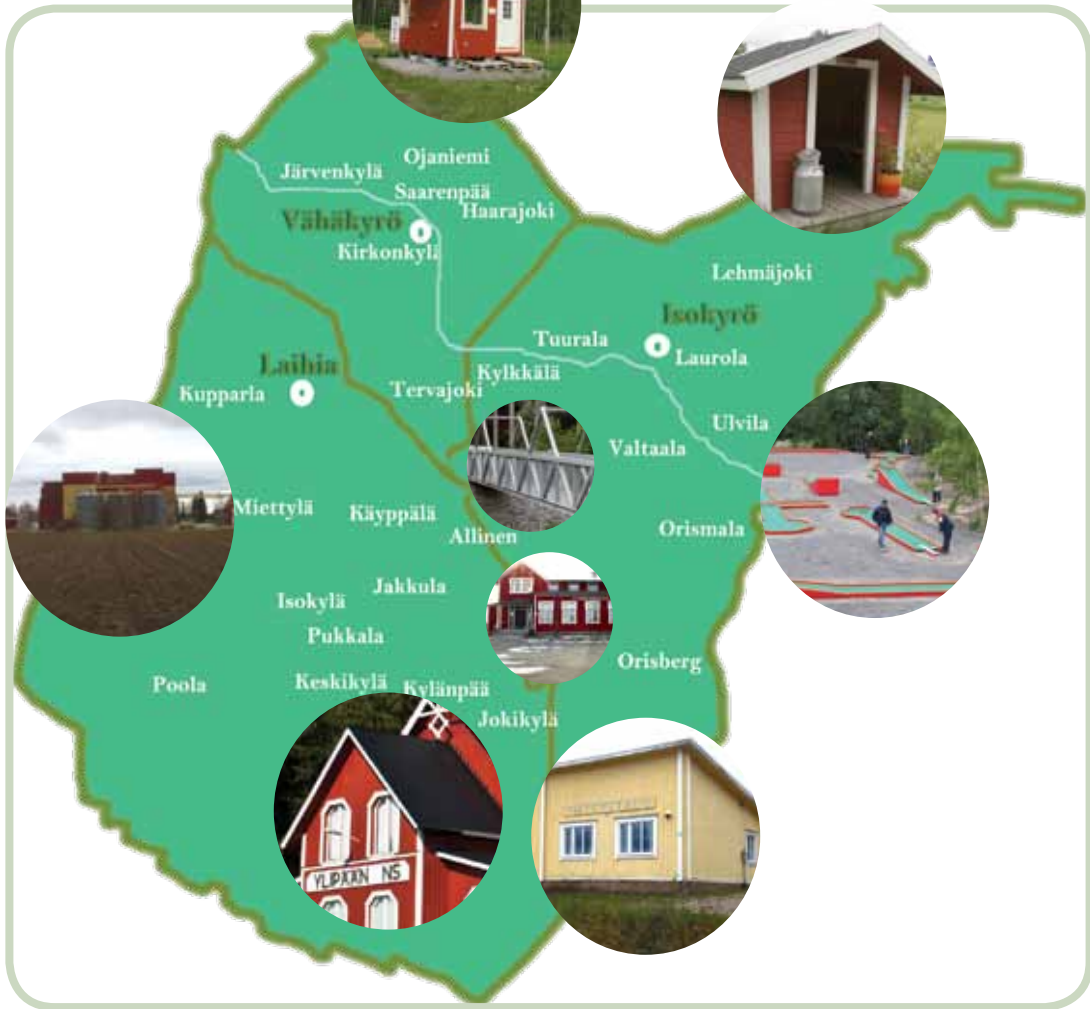 Ojaniemi
Järvenkylä
Saarenpää
Haarajoki
Vähäkyrö
Kirkonkylä
Lehmäjoki
Isokyrö
Tuurala
Laurola
Laihia
Kylkkälä
Kupparla
Tervajoki
Ulvila
Valtaala
Miettylä
Käyppälä
Orismala
Allinen
Jakkula
Isokylä
Pukkala
Orisberg
Poola
Keskikylä
Kylänpää
Jokikylä
YLIPÄÄN NS